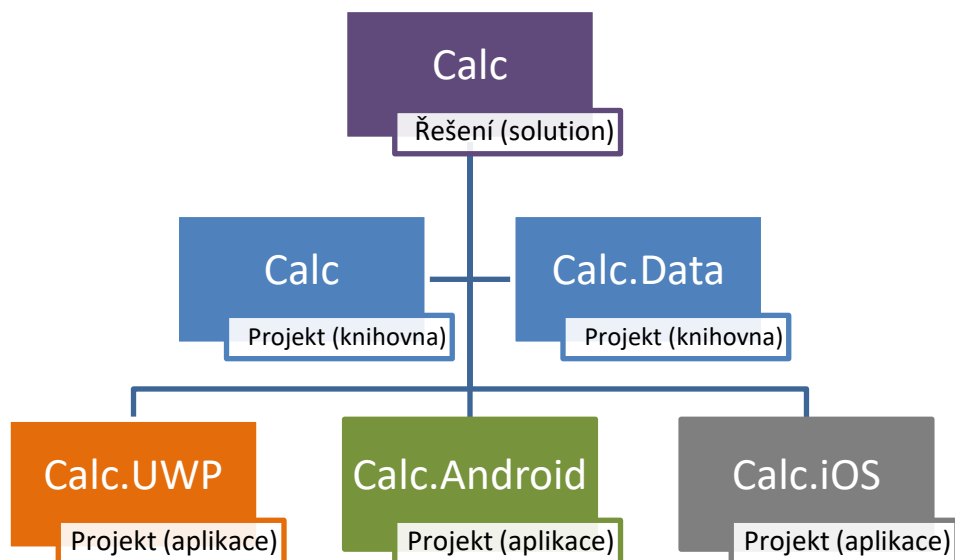 Calc
Řešení (solution)
Calc
Projekt (knihovna)
Calc.Data
Projekt (knihovna)
Calc.UWP
Projekt (aplikace)
Calc.Android
Projekt (aplikace)
Calc.iOS
Projekt (aplikace)